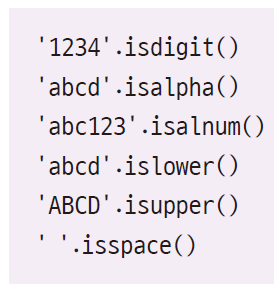 '1234'.isdigit()
'abcd'.isalpha()
'abc123'.isalnum()
'abcd'.islower()
'ABCD'.isupper()
' '.isspace()